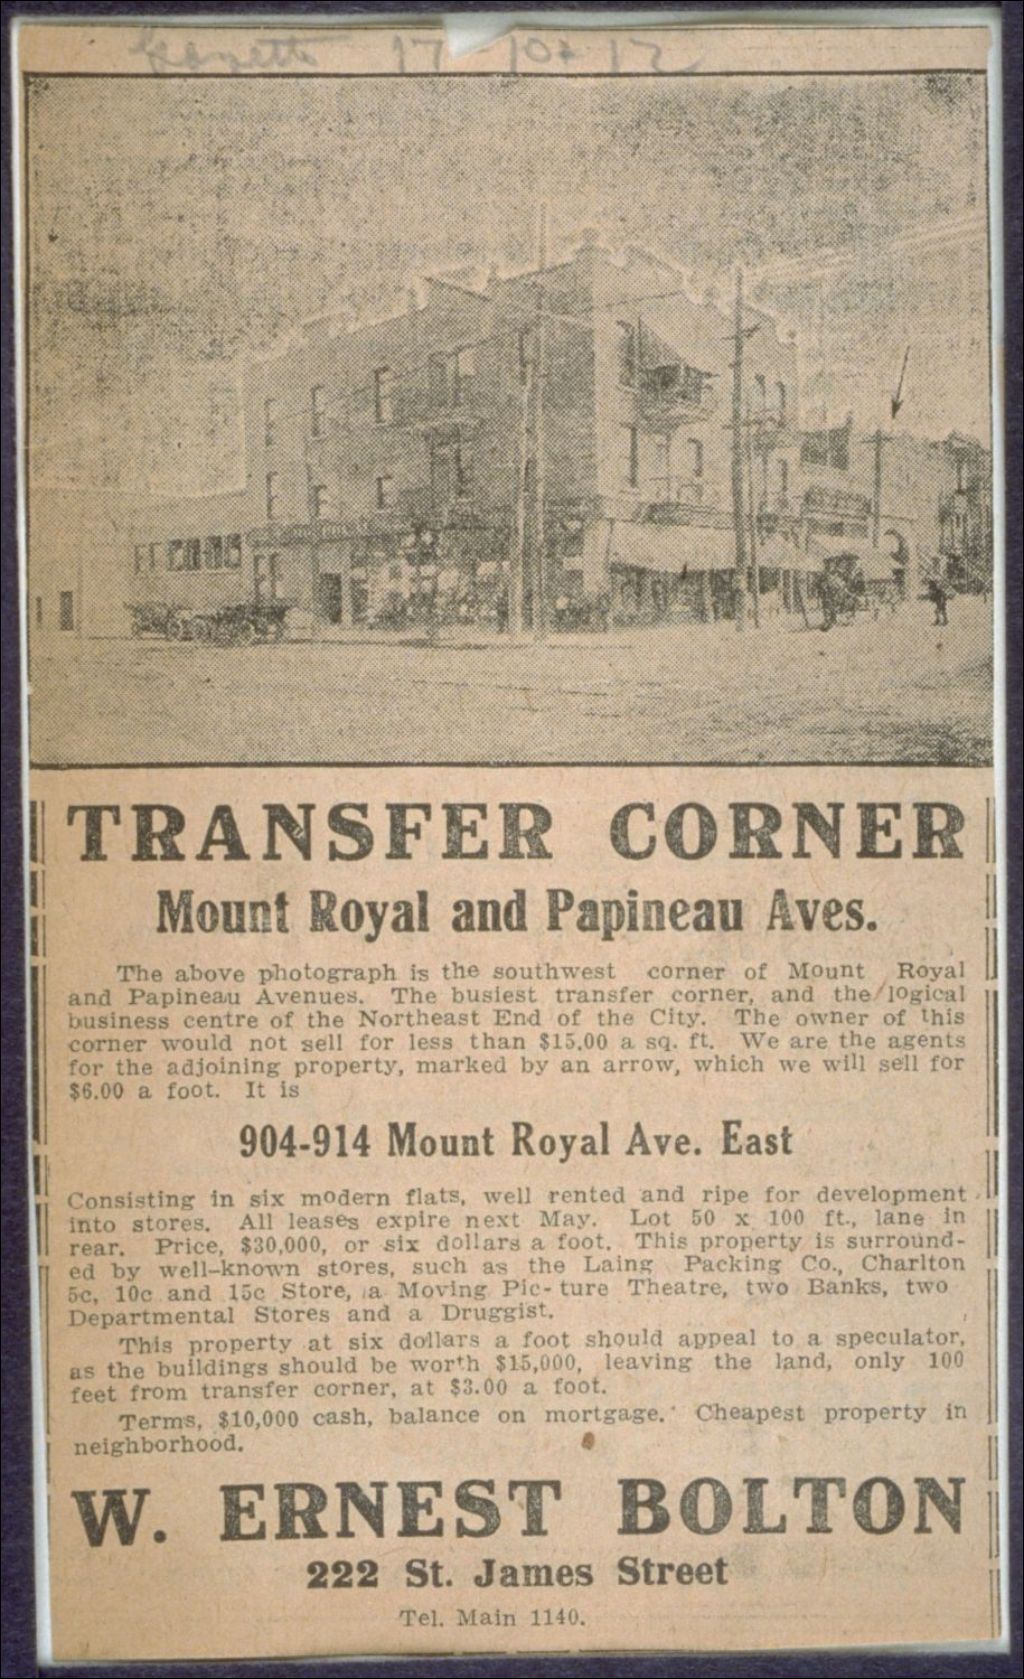 Gazette 17 Oct 12
TRANSFER CORNER
Mount Royal and Papineau Aves.
The above photograph is the southwest corner of Mount Royal
and Papineau Avenues. The busiest transfer corner, and the logical
business centre of the Northeast End of the City. The owner of this
corner would not sell for less than $15.00 a sq. ft. We are the agents
for the adjoining property, marked by an arrow, which we will sell for
$6.00 a foot. It is
904-914 Mount Royal Ave. East
Consisting in six modern flats, well rented and ripe for development
into stores. All leases expire next May. Lot 50 x 100 ft., lane in
rear. Price, $30,000, or six dollars a foot. This property is surround-
ed by well-known stores, such as the Laing Packing Co., Charlton
5c, 10c and 15c Store, a Moving Pic-ture Theatre, two Banks, two
Departmental Stores and a Druggist.
This property at six dollars a foot should appeal to a speculator,
as the buildings should be worth $15,000, leaving the land, only 100
feet from transfer corner, at $3.00 a foot.
Terms, $10,000 cash, balance on mortgage. Cheapest property in
neighborhood.
W. ERNEST BOLTON
222 St. James Street
Tel. Main 1140.